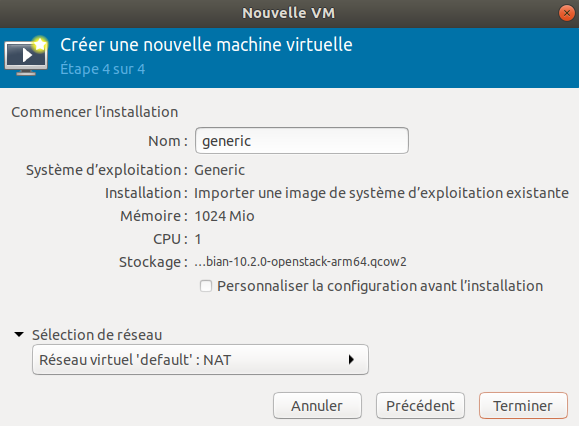 Nouvelle VM
Créer une nouvelle machine virtuelle
Étape 4 sur 4
Commencer l’installation
Nom : generic
Système d’exploitation : Generic
Installation : Importer une image de système d’exploitation existante
Mémoire : 1024 Mio
CPU : 1
Stockage : ...bian-10.2.0-openstack-arm64.qcow2
Personnaliser la configuration avant l’installation
Sélection de réseau
Réseau virtuel 'default' : NAT
Annuler Précédent Terminer